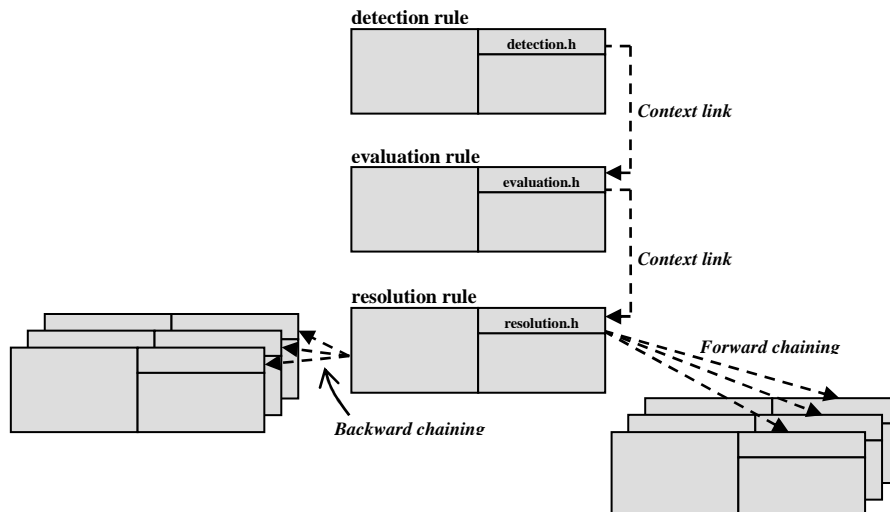 detection rule
detection.h
Context link
evaluation rule
evaluation.h
Context link
resolution rule
resolution.h
Forward chaining
Backward chaining